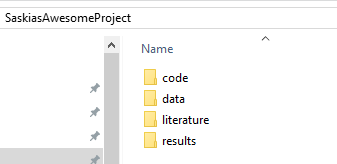 SaskiasAwesomeProject
Name
code
data
literature
results